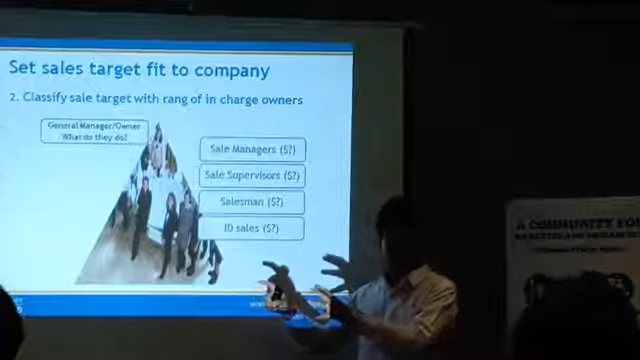 Set sales target fit to company
2. Classify sale target with rang of in charge owners
General Manager/Owner
What do they do?
Sale Managers ($?)
Sale Supervisors ($?)
Salesman ($?)
ID sales ($?)
A COMMUNITY FOR